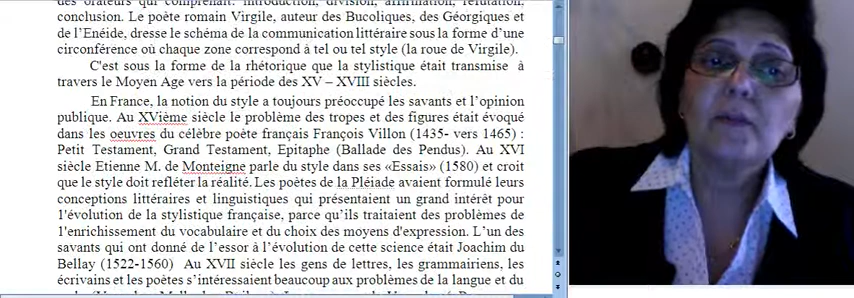 des orateurs qui comprenait: introduction, division, affirmation, réfutation,
conclusion. Le poète romain Virgile, auteur des Bucoliques, des Géorgiques et
de l'Enéide, dresse le schéma de la communication littéraire sous la forme d'une
circonférence où chaque zone correspond à tel ou tel style (la roue de Virgile).
C'est sous la forme de la rhétorique que la stylistique était transmise à
travers le Moyen Age vers la période des XV – XVIII siècles.
En France, la notion du style a toujours préoccupé les savants et l'opinion
publique. Au XVième siècle le problème des tropes et des figures était évoqué
dans les oeuvres du célèbre poète français François Villon (1435- vers 1465) :
Petit Testament, Grand Testament, Epitaphe (Ballade des Pendus). Au XVI
siècle Etienne M. de Monteigne parle du style dans ses «Essais» (1580) et croit
que le style doit refléter la réalité. Les poètes de la Pléiade avaient formulé leurs
conceptions littéraires et linguistiques qui présentaient un grand intérêt pour
l'évolution de la stylistique française, parce qu'ils traitaient des problèmes de
l'enrichissement du vocabulaire et du choix des moyens d'expression. L'un des
savants qui ont donné de l'essor à l'évolution de cette science était Joachim du
Bellay (1522-1560) Au XVII siècle les gens de lettres, les grammairiens, les
écrivains et les poètes s'intéressaient beaucoup aux problèmes de la langue et du